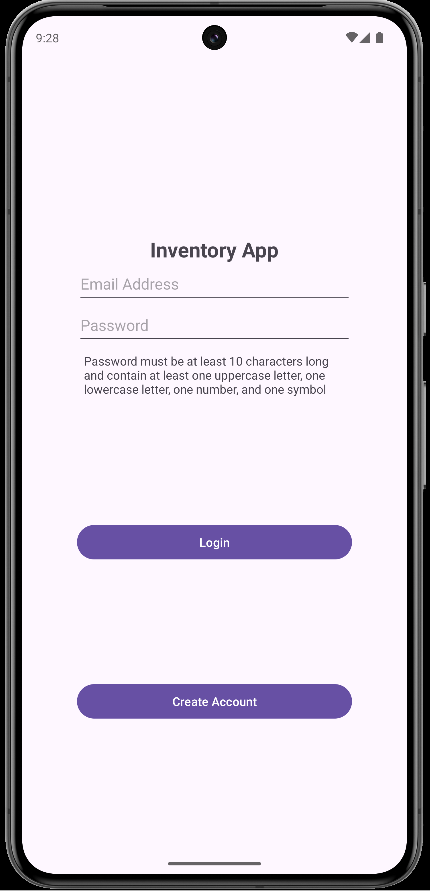 9:28
Inventory App
Email Address
Password
Password must be at least 10 characters long
and contain at least one uppercase letter, one
lowercase letter, one number, and one symbol
Login
Create Account